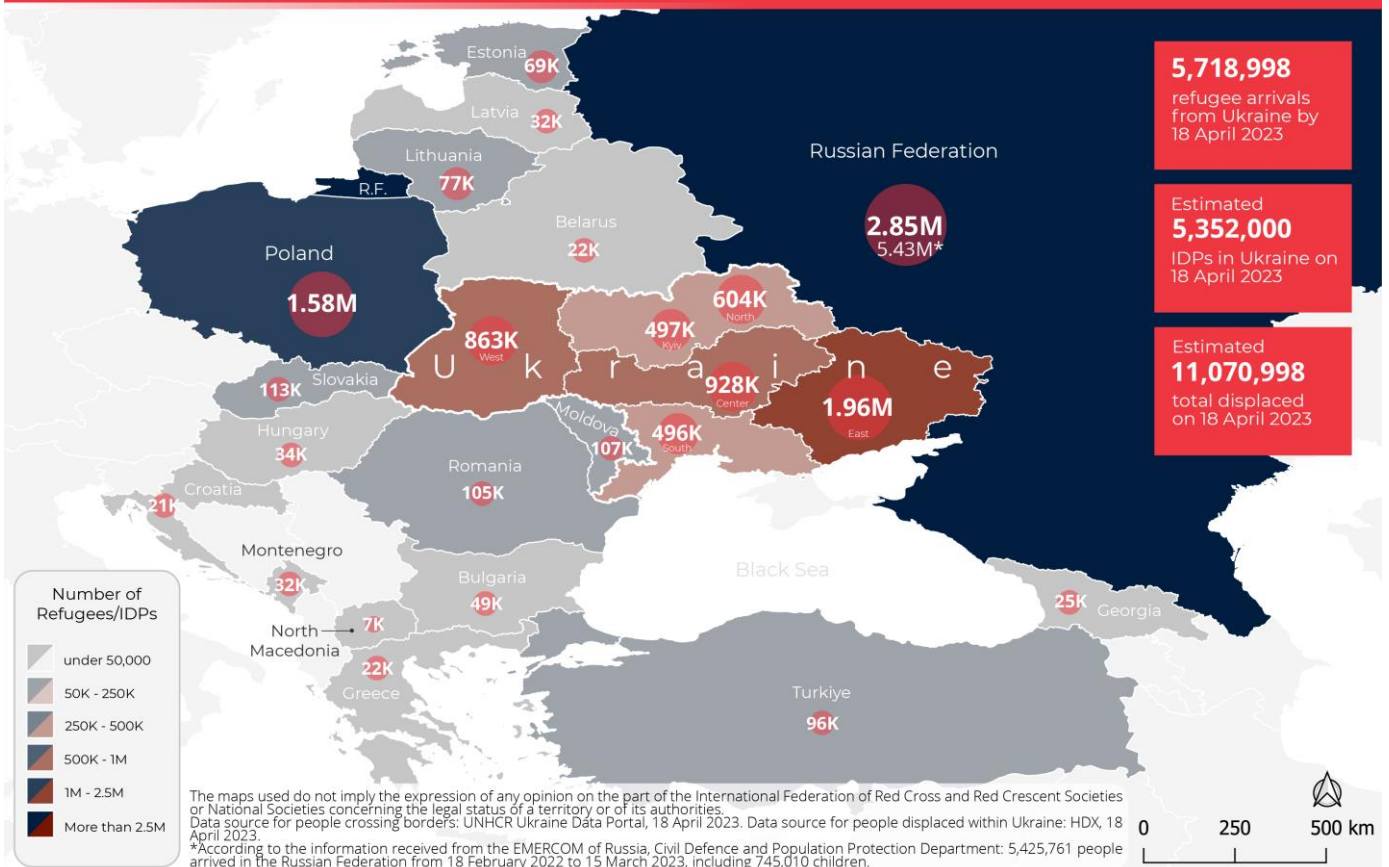 Estonia
69K
Latvia
32K
Lithuania
77K
R.F.
Belarus
22K
Poland
1.58M
Russian Federation
2.85M
5.43M*
5,718,998
refugee arrivals
from Ukraine by
18 April 2023
Estimated
5,352,000
IDPs in Ukraine on
18 April 2023
Estimated
11,070,998
total displaced
on 18 April 2023
Ukraine
863K
West
497K
Kyiv
604K
North
928K
Center
1.96M
East
496K
South
Slovakia
113K
Hungary
34K
Moldova
107K
Romania
105K
Croatia
21K
Montenegro
32K
Bulgaria
49K
North
Macedonia
7K
22K
Greece
Black Sea
25K
Georgia
Turkiye
96K
Number of
Refugees/IDPs
under 50,000
50K - 250K
250K - 500K
500K - 1M
1M - 2.5M
More than 2.5M
The maps used do not imply the expression of any opinion on the part of the International Federation of Red Cross and Red Crescent Societies
or National Societies concerning the legal status of a territory or of its authorities.
Data source for people crossing borders: UNHCR Ukraine Data Portal, 18 April 2023. Data source for people displaced within Ukraine: HDX, 18
April 2023.
*According to the information received from the EMERCOM of Russia, Civil Defence and Population Protection Department: 5,425,761 people
arrived in the Russian Federation from 18 February 2022 to 15 March 2023, including 745,010 children.
0 250 500 km